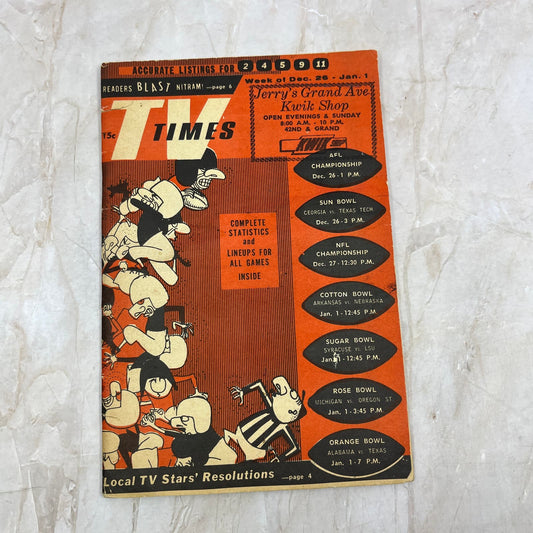 ACCURATE LISTINGS FOR 2 4 5 9 11
READERS BLAST NITRAM! —page 6
Week of Dec. 26 - Jan. 1
15c
TV TIMES
Jerry's Grand Ave.
Kwik Shop
OPEN EVENINGS & SUNDAY
8:00 A.M. - 10 P.M.
42ND & GRAND
KWIK SHOP
AFL
CHAMPIONSHIP
Dec. 26-1 P.M.
SUN BOWL
GEORGIA vs. TEXAS TECH
Dec. 26-3 P.M.
COMPLETE
STATISTICS
and
LINEUPS FOR
ALL GAMES
INSIDE
NFL
CHAMPIONSHIP
Dec. 27-12:30 P.M.
COTTON BOWL
ARKANSAS vs. NEBRASKA
Jan. 1-12:45 P.M.
SUGAR BOWL
SYRACUSE vs. LSU
Jan. 1-12:45 P.M.
ROSE BOWL
MICHIGAN vs. OREGON ST.
Jan. 1-3:45 P.M.
ORANGE BOWL
ALABAMA vs. TEXAS
Jan. 1-7 P.M.
Local TV Stars' Resolutions —page 4